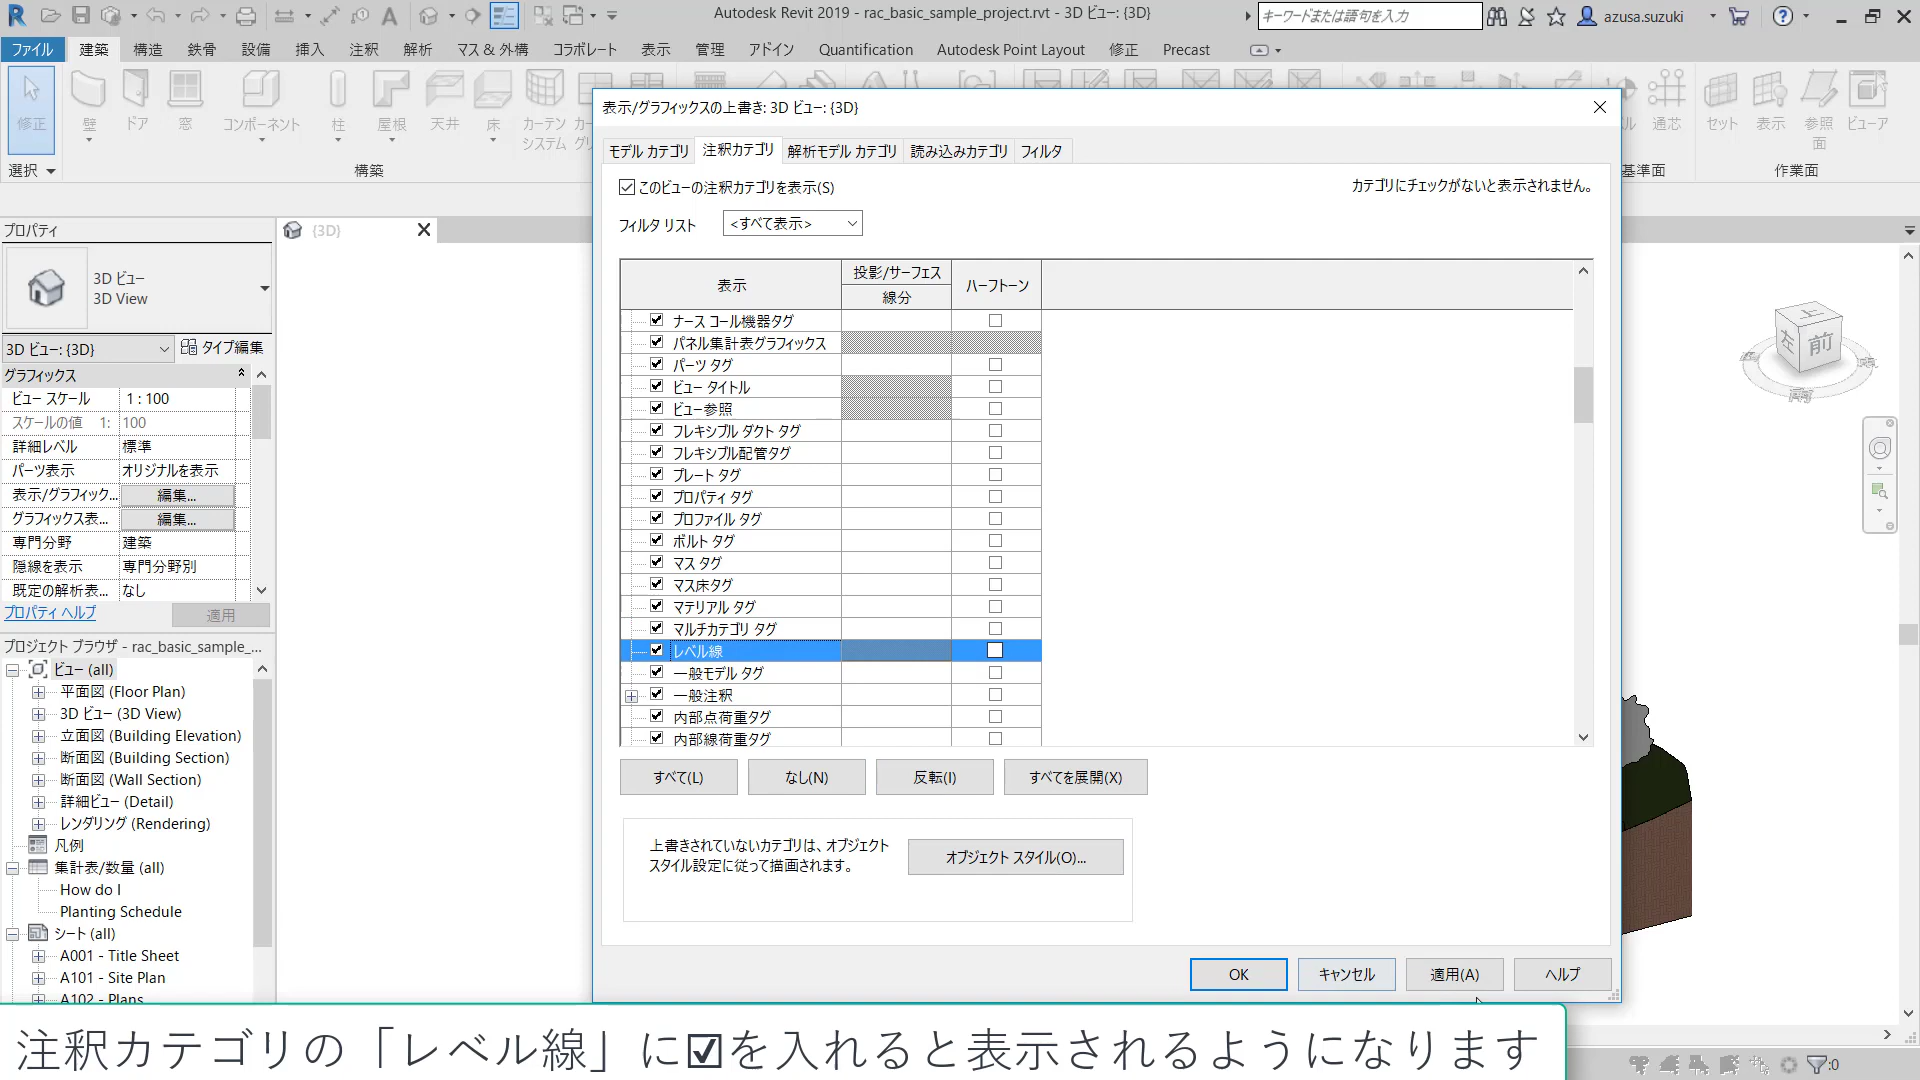 Autodesk Revit 2019 - rac_basic_sample_project.rvt - 3D ビュー: {3D}
キーワードまたは語句を入力
azusa.suzuki
ファイル 建築 構造 鉄骨 設備 挿入 注釈 解析 マス & 外構 コラボレート 表示 管理 アドイン Quantification Autodesk Point Layout 修正 Precast
修正 壁 ドア 窓 コンポーネント 柱 屋根 天井 床 カーテン システム
通芯 セット 表示 参照面 ビューア
選択 構築 基準面 作業面
表示/グラフィックスの上書き: 3D ビュー: {3D}
モデル カテゴリ 注釈カテゴリ 解析モデル カテゴリ 読み込みカテゴリ フィルタ
このビューの注釈カテゴリを表示(S)
カテゴリにチェックがないと表示されません。
フィルタ リスト <すべて表示>
表示 投影/サーフェス ハーフトーン
線分
ナース コール機器タグ
パネル集計表グラフィックス
パーツ タグ
ビュー タイトル
ビュー参照
フレキシブル ダクト タグ
フレキシブル配管タグ
プレート タグ
プロパティ タグ
プロファイル タグ
ボルト タグ
マス タグ
マス床タグ
マテリアル タグ
マルチカテゴリ タグ
レベル線
一般モデル タグ
一般注釈
内部点荷重タグ
内部線荷重タグ
すべて(L) なし(N) 反転(I) すべてを展開(X)
上書きされていないカテゴリは、オブジェクト
スタイル設定に従って描画されます。
オブジェクト スタイル(O)...
OK キャンセル 適用(A) ヘルプ
プロパティ
{3D}
3D ビュー
3D View
3D ビュー: {3D} タイプ編集
グラフィックス
ビュー スケール 1 : 100
スケールの値 1: 100
詳細レベル 標準
パーツ表示 オリジナルを表示
表示/グラフィック... 編集...
グラフィックス表... 編集...
専門分野 建築
隠線を表示 専門分野別
既定の解析表... なし
プロパティ ヘルプ 適用
プロジェクト ブラウザ - rac_basic_sample_...
ビュー (all)
平面図 (Floor Plan)
3D ビュー (3D View)
立面図 (Building Elevation)
断面図 (Building Section)
断面図 (Wall Section)
詳細ビュー (Detail)
レンダリング (Rendering)
凡例
集計表/数量 (all)
How do I
Planting Schedule
シート (all)
A001 - Title Sheet
A101 - Site Plan
A102 - Plans
上
左 前
:0
注釈カテゴリの「レベル線」に☑を入れると表示されるようになります